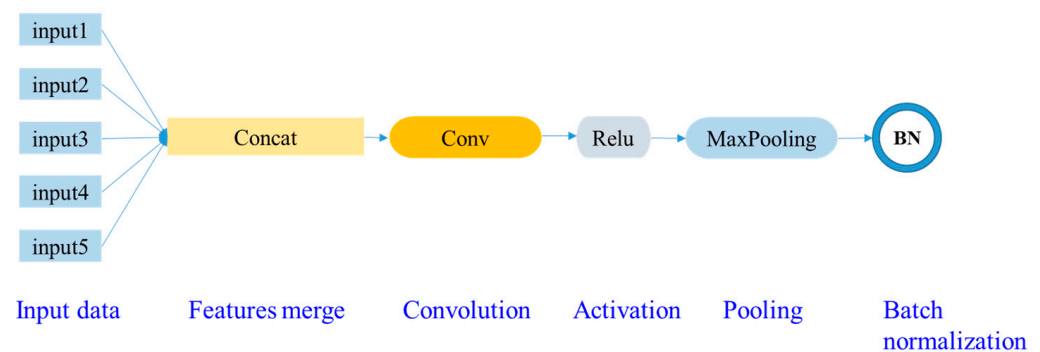 input1
input2
input3
input4
input5
Concat
Conv
Relu
MaxPooling
BN
Input data
Features merge
Convolution
Activation
Pooling
Batch
normalization